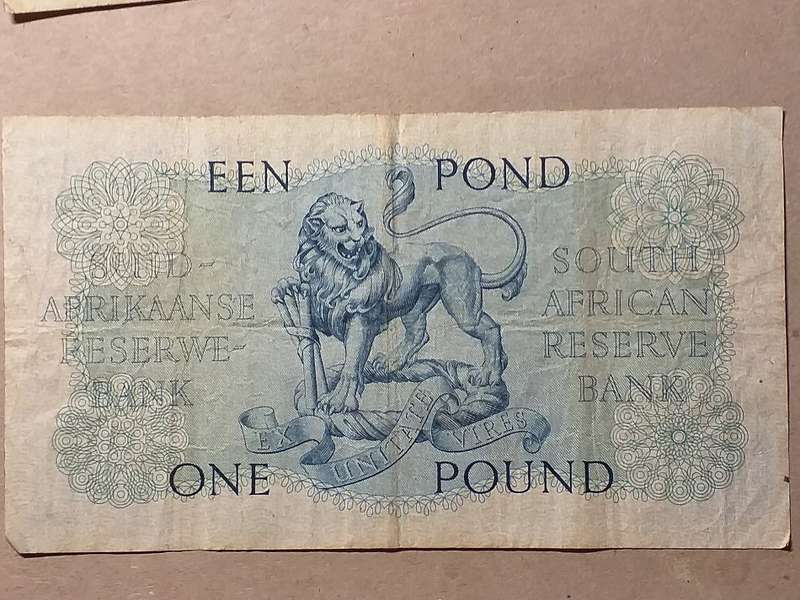 EEN POND
SUID-
AFRIKAANSE
RESERWE-
BANK
SOUTH
AFRICAN
RESERVE
BANK
EX UNITATE VIRES
ONE POUND